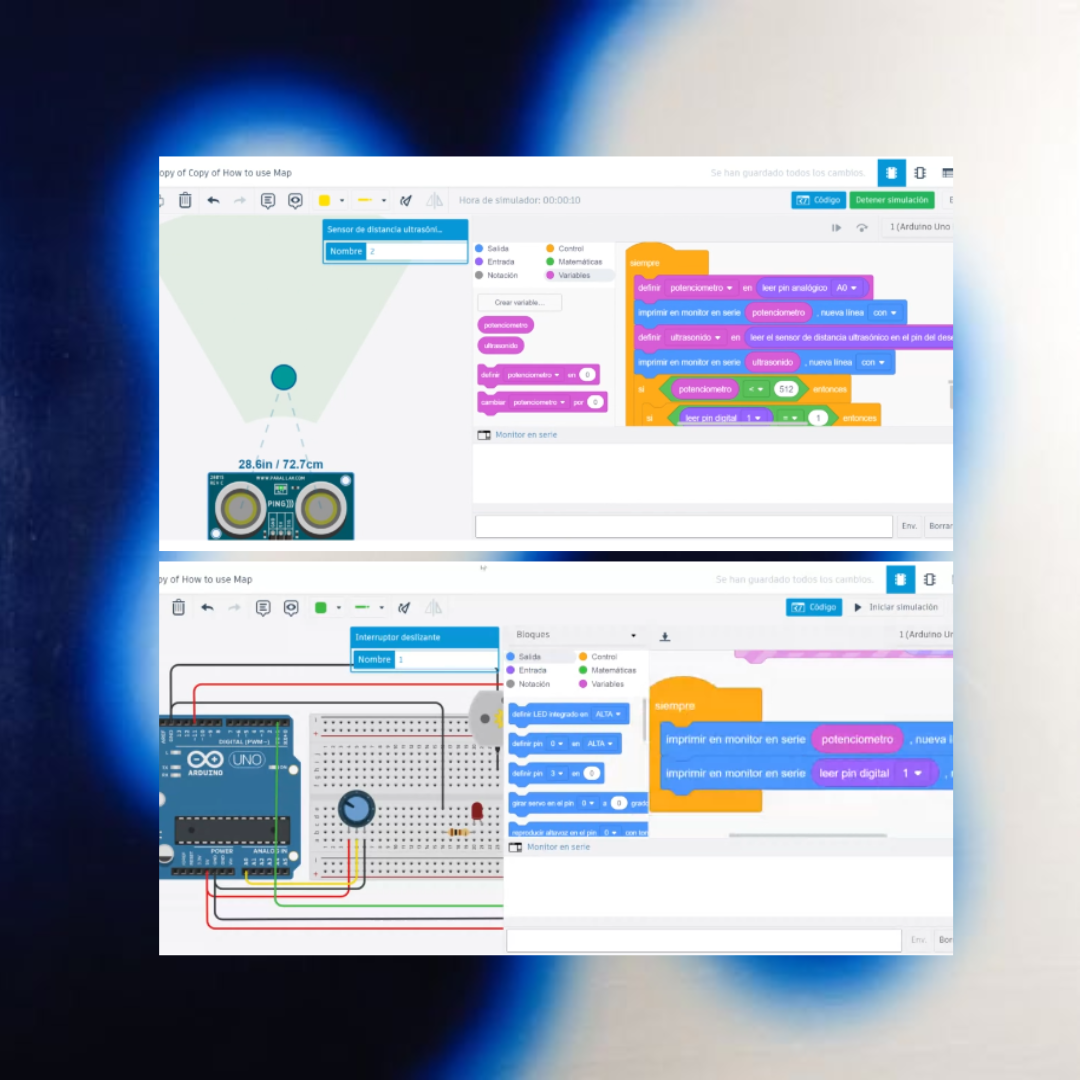 opy of Copy of How to use Map
Se han guardado todos los cambios.
Hora de simulador: 00:00:10
Código
Detener simulación
Sensor de distancia ultrasóni...
Nombre 2
1 (Arduino Uno
Salida
Control
Entrada
Matemáticas
Notación
Variables
Crear variable...
potenciometro
ultrasonido
definir potenciometro en 0
cambiar potenciometro por 0
siempre
definir potenciometro en leer pin analógico A0
imprimir en monitor en serie potenciometro , nueva línea con
definir ultrasonido en leer el sensor de distancia ultrasónico en el pin del dese
imprimir en monitor en serie ultrasonido , nueva línea con
si potenciometro < 512 entonces
si leer pin digital 1 = 1 entonces
28.6in / 72.7cm
WWW.PARALLAX.COM
PING)))
Monitor en serie
Env.
Borrar
py of How to use Map
Se han guardado todos los cambios.
Código
Iniciar simulación
Interruptor deslizante
Nombre 1
Bloques
1 (Arduino Un
Salida
Control
Entrada
Matemáticas
Notación
Variables
definir LED integrado en ALTA
definir pin 0 en ALTA
definir pin 3 en 0
girar servo en el pin 0 a 0 grado
reproducir altavoz en el pin 0 con ton
siempre
imprimir en monitor en serie potenciometro , nueva l
imprimir en monitor en serie leer pin digital 1 ,
DIGITAL (PWM~)
UNO
ARDUINO
POWER
ANALOG IN
Monitor en serie
Env.
Bor